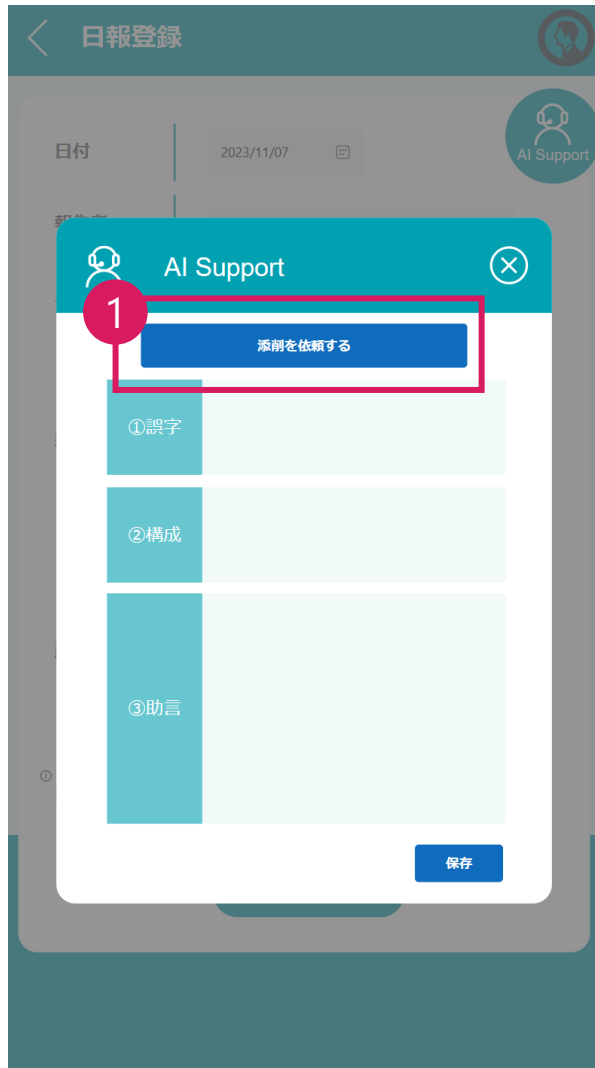 日報登録
日付
2023/11/07
AI Support
AI Support
1
添削を依頼する
①誤字
②構成
③助言
保存